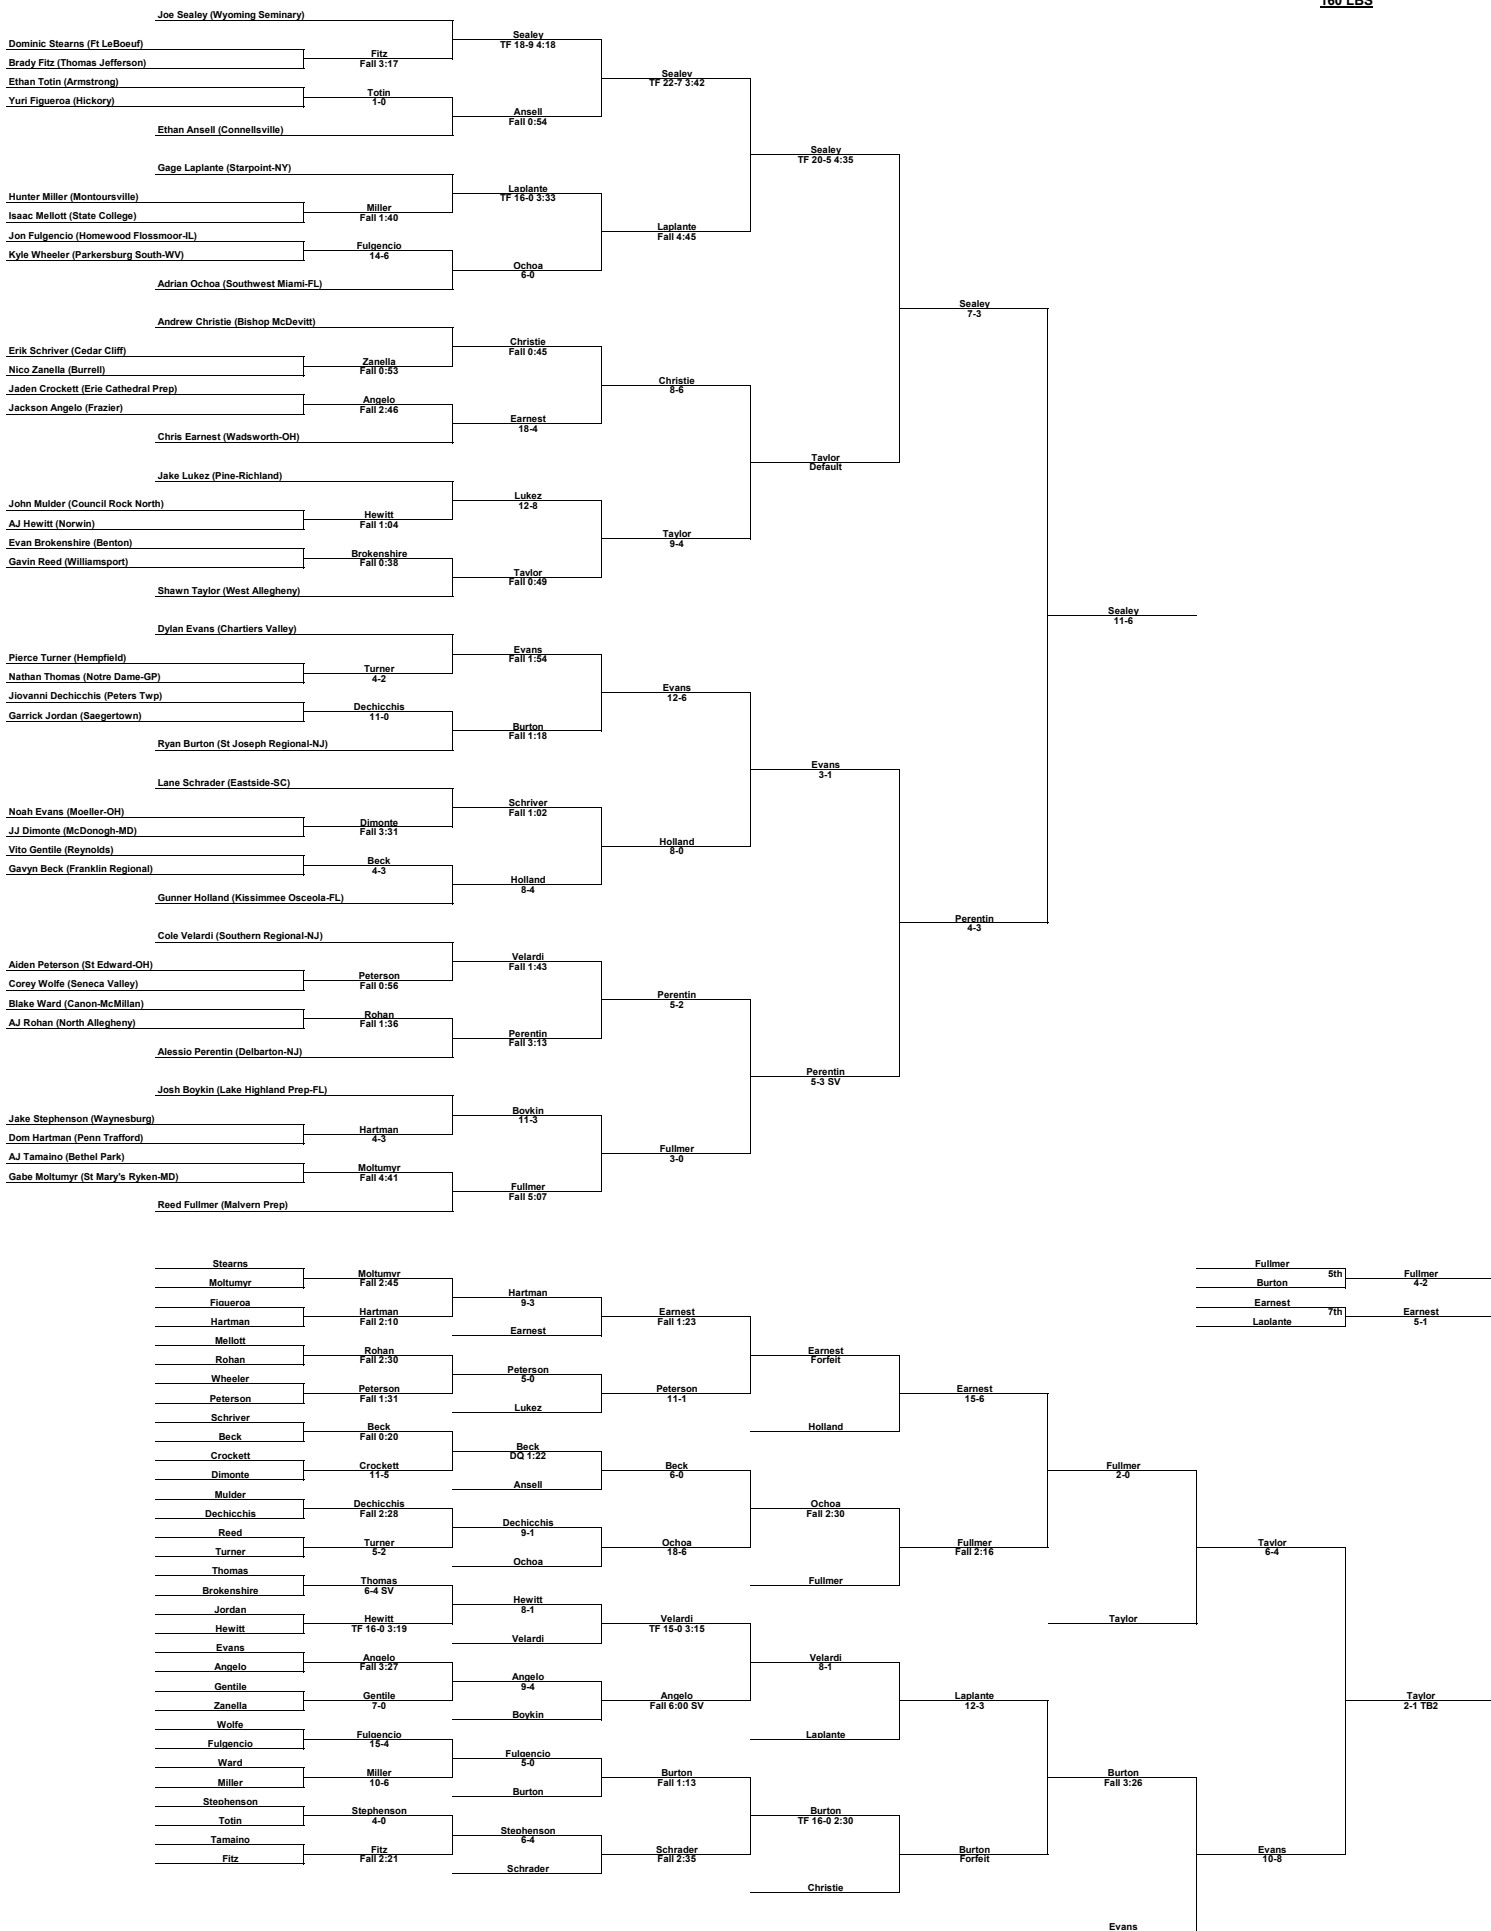 160 LBS
Joe Sealey (Wyoming Seminary)
Sealey
TF 18-9 4:18
Dominic Stearns (Ft LeBoeuf)
Fitz
Fall 3:17
Brady Fitz (Thomas Jefferson)
Sealey
TF 22-7 3:42
Ethan Totin (Armstrong)
Totin
1-0
Yuri Figueroa (Hickory)
Ansell
Fall 0:54
Ethan Ansell (Connellsville)
Sealey
TF 20-5 4:35
Gage Laplante (Starpoint-NY)
Laplante
TF 16-0 3:33
Hunter Miller (Montoursville)
Miller
Fall 1:40
Isaac Mellott (State College)
Laplante
Fall 4:45
Jon Fulgencio (Homewood Flossmoor-IL)
Fulgencio
14-6
Kyle Wheeler (Parkersburg South-WV)
Ochoa
6-0
Adrian Ochoa (Southwest Miami-FL)
Sealey
7-3
Andrew Christie (Bishop McDevitt)
Christie
Fall 0:45
Erik Schriver (Cedar Cliff)
Zanella
Fall 0:53
Nico Zanella (Burrell)
Christie
8-6
Jaden Crockett (Erie Cathedral Prep)
Angelo
Fall 2:46
Jackson Angelo (Frazier)
Earnest
18-4
Chris Earnest (Wadsworth-OH)
Taylor
Default
Jake Lukez (Pine-Richland)
Lukez
12-8
John Mulder (Council Rock North)
Hewitt
Fall 1:04
AJ Hewitt (Norwin)
Taylor
9-4
Evan Brokenshire (Benton)
Brokenshire
Fall 0:38
Gavin Reed (Williamsport)
Taylor
Fall 0:49
Shawn Taylor (West Allegheny)
Sealey
11-6
Dylan Evans (Chartiers Valley)
Evans
Fall 1:54
Pierce Turner (Hempfield)
Turner
4-2
Nathan Thomas (Notre Dame-GP)
Evans
12-6
Jiovanni Dechicchis (Peters Twp)
Dechicchis
11-0
Garrick Jordan (Saegertown)
Burton
Fall 1:18
Ryan Burton (St Joseph Regional-NJ)
Evans
3-1
Lane Schrader (Eastside-SC)
Schriver
Fall 1:02
Noah Evans (Moeller-OH)
Dimonte
Fall 3:31
JJ Dimonte (McDonogh-MD)
Holland
8-0
Vito Gentile (Reynolds)
Beck
4-3
Gavyn Beck (Franklin Regional)
Holland
8-4
Gunner Holland (Kissimmee Osceola-FL)
Perentin
4-3
Cole Velardi (Southern Regional-NJ)
Velardi
Fall 1:43
Aiden Peterson (St Edward-OH)
Peterson
Fall 0:56
Corey Wolfe (Seneca Valley)
Perentin
5-2
Blake Ward (Canon-McMillan)
Rohan
Fall 1:36
AJ Rohan (North Allegheny)
Perentin
Fall 3:13
Alessio Perentin (Delbarton-NJ)
Perentin
5-3 SV
Josh Boykin (Lake Highland Prep-FL)
Boykin
11-3
Jake Stephenson (Waynesburg)
Hartman
4-3
Dom Hartman (Penn Trafford)
Fullmer
3-0
AJ Tamaino (Bethel Park)
Moltumyr
Fall 4:41
Gabe Moltumyr (St Mary's Ryken-MD)
Fullmer
Fall 5:07
Reed Fullmer (Malvern Prep)
Stearns
Moltumyr
Fall 2:45
Moltumyr
Hartman
9-3
Figueroa
Hartman
Fall 2:10
Hartman
Earnest
Fall 1:23
Earnest
Fullmer
5th
Burton
Fullmer
4-2
Earnest
7th
Laplante
Earnest
5-1
Mellott
Rohan
Fall 2:30
Rohan
Earnest
Forfeit
Peterson
5-0
Wheeler
Peterson
Fall 1:31
Peterson
Peterson
11-1
Lukez
Earnest
15-6
Schriver
Beck
Fall 0:20
Beck
Holland
Beck
DQ 1:22
Crockett
Crockett
11-5
Dimonte
Beck
6-0
Ansell
Fullmer
2-0
Mulder
Dechicchis
Fall 2:28
Dechicchis
Ochoa
Fall 2:30
Dechicchis
9-1
Reed
Turner
5-2
Turner
Ochoa
18-6
Ochoa
Fullmer
Fall 2:16
Taylor
6-4
Thomas
Thomas
6-4 SV
Brokenshire
Fullmer
Hewitt
8-1
Jordan
Hewitt
TF 16-0 3:19
Hewitt
Velardi
TF 15-0 3:15
Velardi
Taylor
Evans
Angelo
Fall 3:27
Angelo
Velardi
8-1
Angelo
9-4
Gentile
Gentile
7-0
Zanella
Angelo
Fall 6:00 SV
Boykin
Laplante
12-3
Taylor
2-1 TB2
Wolfe
Fulgencio
15-4
Fulgencio
Laplante
Fulgencio
5-0
Ward
Miller
10-6
Miller
Burton
Fall 1:13
Burton
Burton
Fall 3:26
Stephenson
Stephenson
4-0
Totin
Burton
TF 16-0 2:30
Stephenson
6-4
Tamaino
Fitz
Fall 2:21
Fitz
Schrader
Fall 2:35
Schrader
Burton
Forfeit
Evans
10-8
Christie
Evans